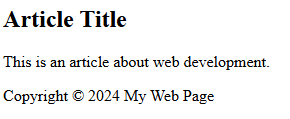 Article Title
This is an article about web development.
Copyright © 2024 My Web Page